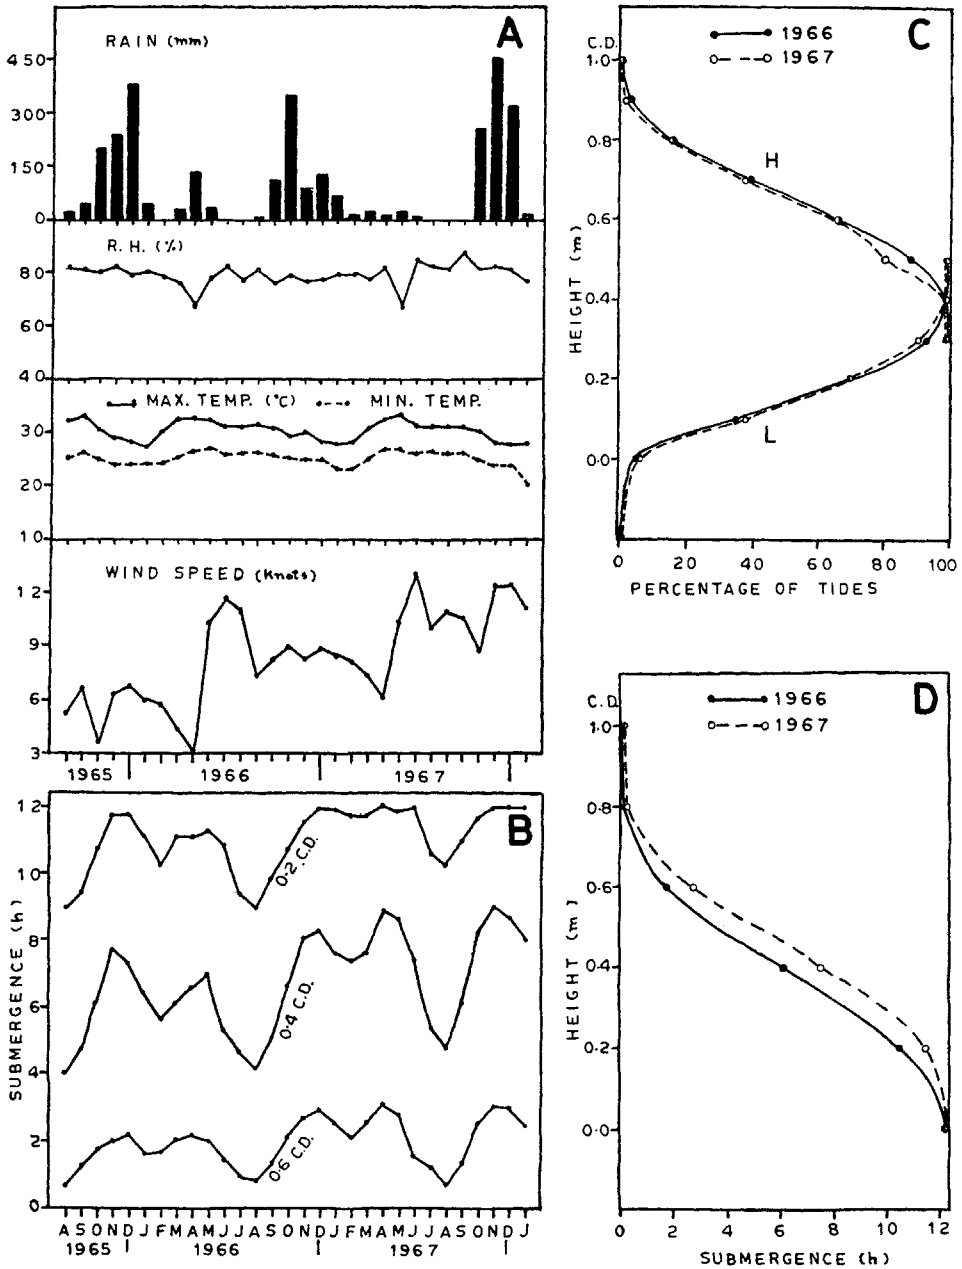 A
RAIN (mm)
450
300
150
0
R.H. (%)
80
60
40
MAX. TEMP. (°C) MIN. TEMP.
30
20
10
WIND SPEED (Knots)
12
9
6
3
1965 1966 1967
B
12
10
8
6
4
2
0
SUBMERGENCE (h)
0·2 C.D.
0·4 C.D.
0·6 C.D.
A S O N D J F M A M J J A S O N D J F M A M J J A S O N D J
1965 1966 1967
C
C.D.
1966
1967
1.0
0.8
0.6
0.4
0.2
0.0
HEIGHT (m)
H
L
0 20 40 60 80 100
PERCENTAGE OF TIDES
D
C.D.
1966
1967
1.0
0.8
0.6
0.4
0.2
0.0
HEIGHT (m)
0 2 4 6 8 10 12
SUBMERGENCE (h)